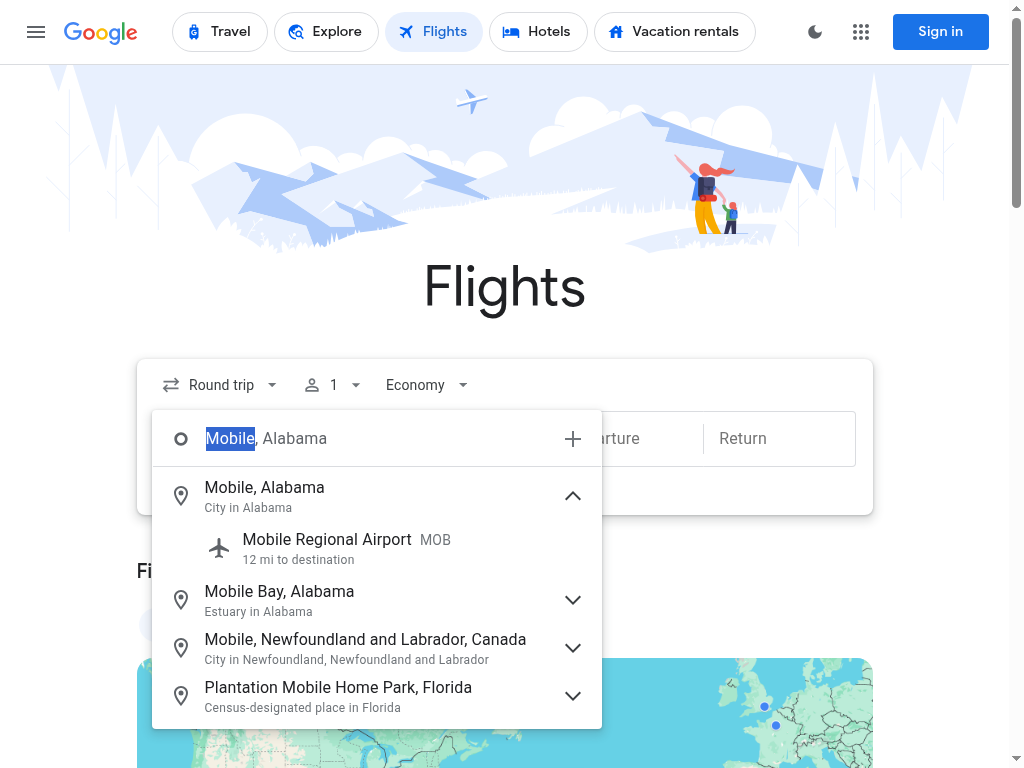 Google
Travel
Explore
Flights
Hotels
Vacation rentals
Sign in
Flights
Round trip
1
Economy
Mobile, Alabama
Return
Mobile, Alabama
City in Alabama
Mobile Regional Airport MOB
12 mi to destination
Mobile Bay, Alabama
Estuary in Alabama
Mobile, Newfoundland and Labrador, Canada
City in Newfoundland, Newfoundland and Labrador
Plantation Mobile Home Park, Florida
Census-designated place in Florida